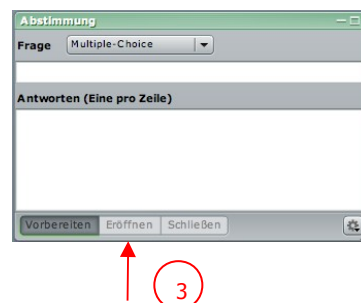 Abstimmung
Frage Multiple-Choice
Antworten (Eine pro Zeile)
Vorbereiten Eröffnen Schließen
3